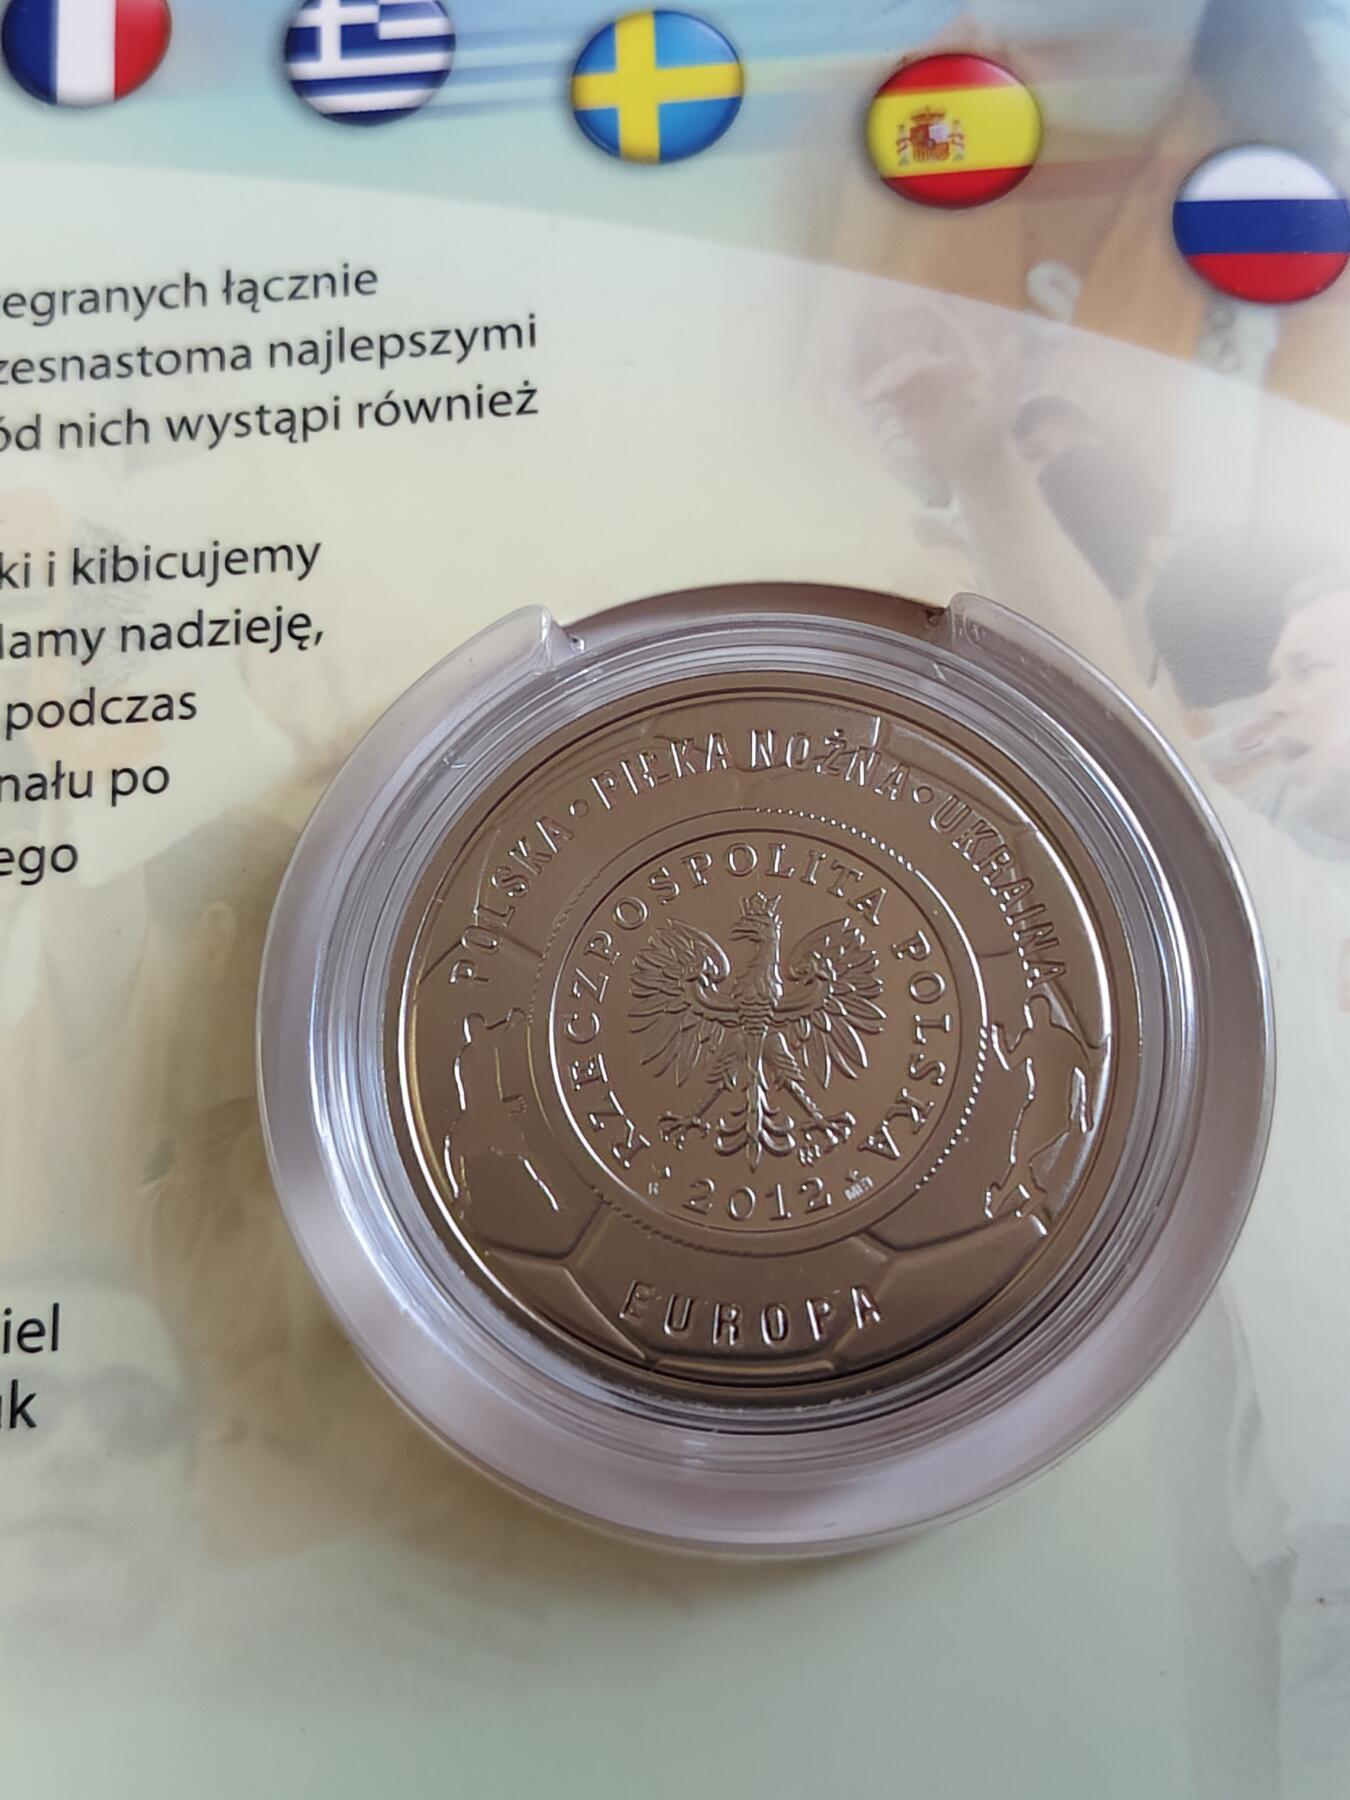 egranych łącznie
zesnastoma najlepszymi
ód nich wystąpi również
ki i kibicujemy
damy nadzieję,
podczas
nału po
ego
iel
uk
POLSKA • PIŁKA NOŻNA • UKRAINA
RZECZPOSPOLITA POLSKA
2012
EUROPA